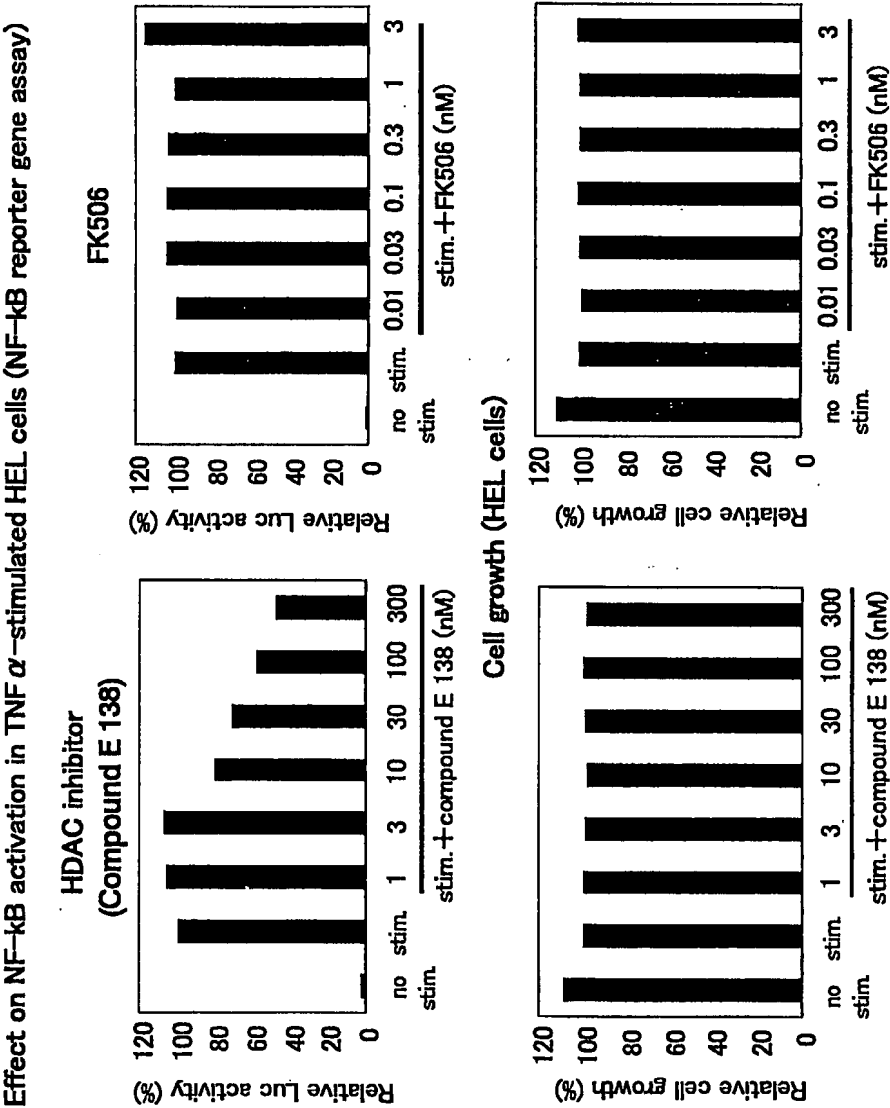 Effect on NF-kB activation in TNF α-stimulated HEL cells (NF-kB reporter gene assay)
HDAC inhibitor
(Compound E 138)
Relative Luc activity (%)
120
100
80
60
40
20
0
no stim.
stim.
1
3
10
30
100
300
stim.+compound E 138 (nM)
FK506
Relative Luc activity (%)
120
100
80
60
40
20
0
no stim.
stim.
0.01
0.03
0.1
0.3
1
3
stim.+FK506 (nM)
Cell growth (HEL cells)
Relative cell growth (%)
120
100
80
60
40
20
0
no stim.
stim.
1
3
10
30
100
300
stim.+compound E 138 (nM)
Relative cell growth (%)
120
100
80
60
40
20
0
no stim.
stim.
0.01
0.03
0.1
0.3
1
3
stim.+FK506 (nM)